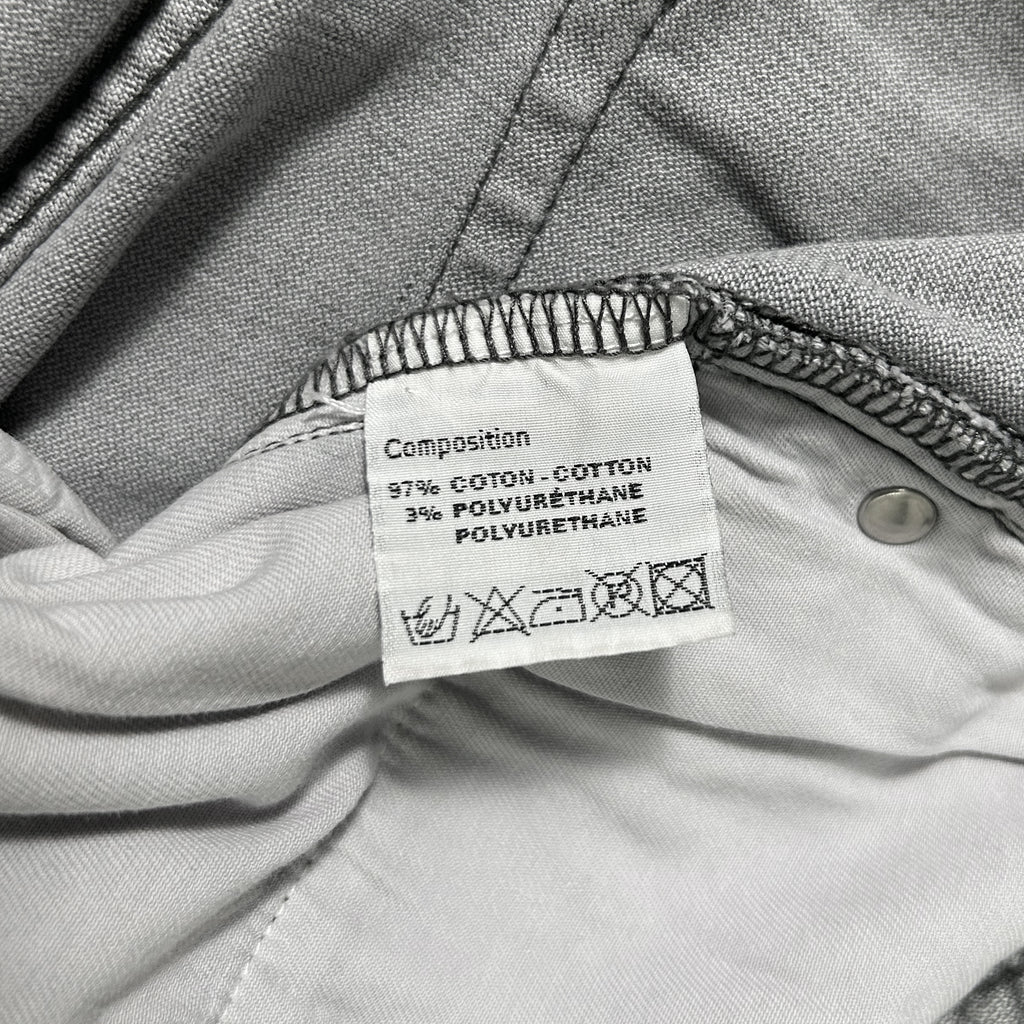 Composition
97% COTON - COTTON
3% POLYURÉTHANE
POLYURETHANE